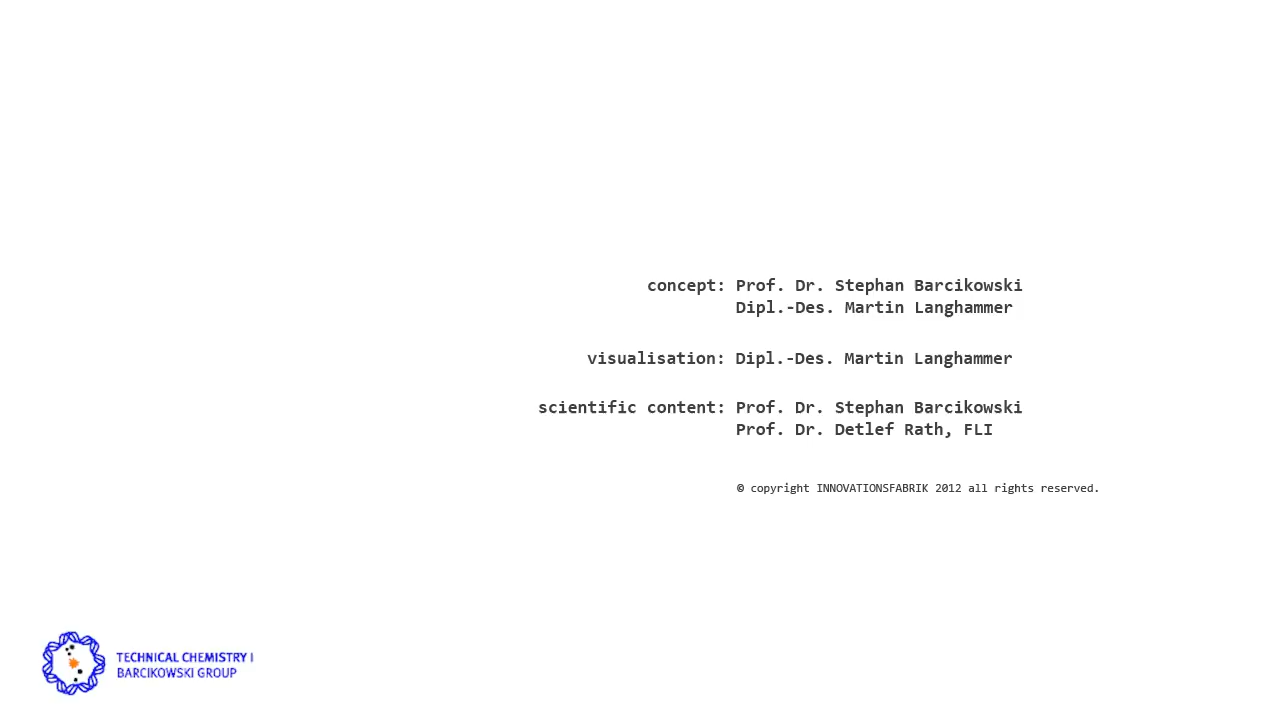 concept: Prof. Dr. Stephan Barcikowski
Dipl.-Des. Martin Langhammer
visualisation: Dipl.-Des. Martin Langhammer
scientific content: Prof. Dr. Stephan Barcikowski
Prof. Dr. Detlef Rath, FLI
© copyright INNOVATIONSFABRIK 2012 all rights reserved.
TECHNICAL CHEMISTRY I
BARCIKOWSKI GROUP